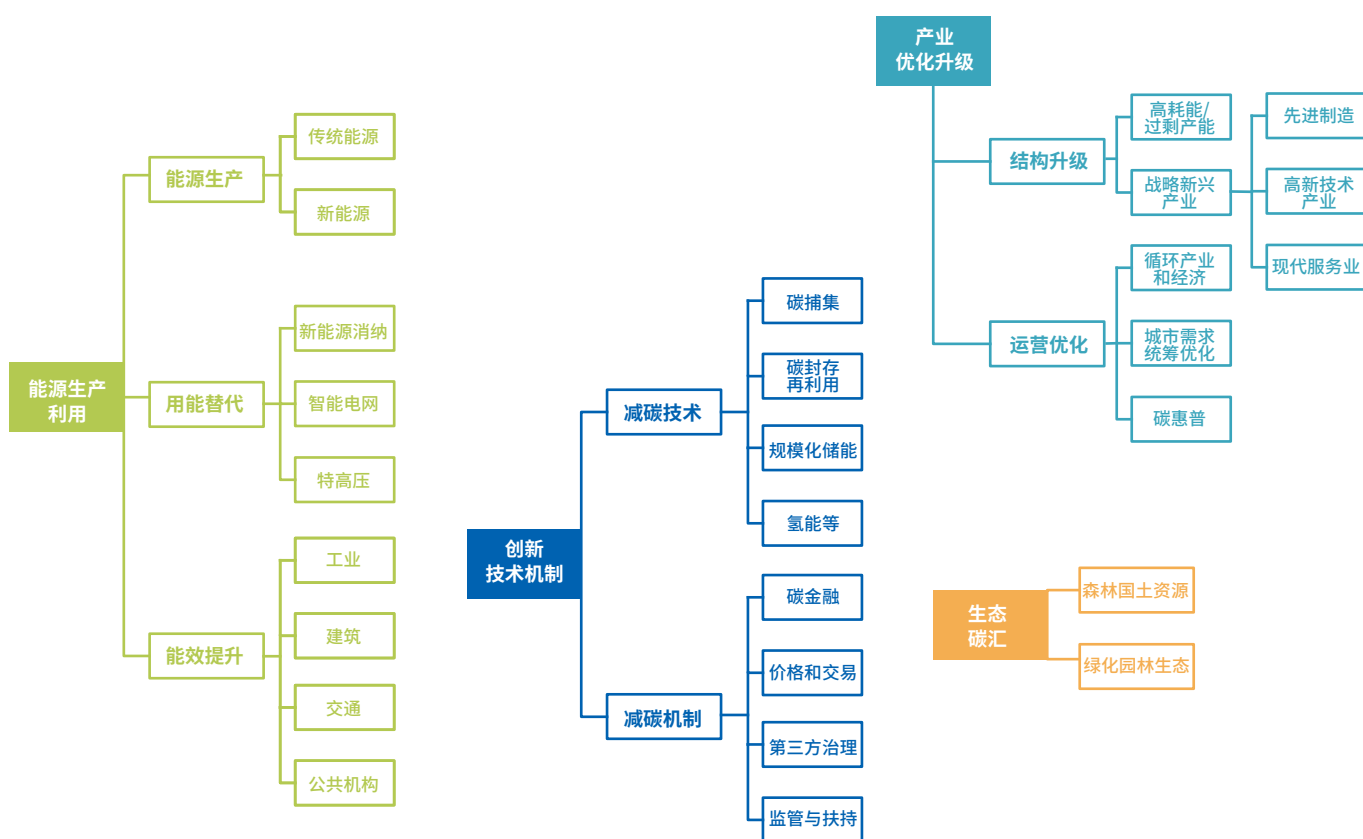 能源生产
利用
能源生产
传统能源
新能源
用能替代
新能源消纳
智能电网
特高压
能效提升
工业
建筑
交通
公共机构
创新
技术机制
减碳技术
碳捕集
碳封存
再利用
规模化储能
氢能等
减碳机制
碳金融
价格和交易
第三方治理
监管与扶持
产业
优化升级
结构升级
高耗能/
过剩产能
战略新兴
产业
先进制造
高新技术
产业
现代服务业
运营优化
循环产业
和经济
城市需求
统筹优化
碳惠普
生态
碳汇
森林国土资源
绿化园林生态